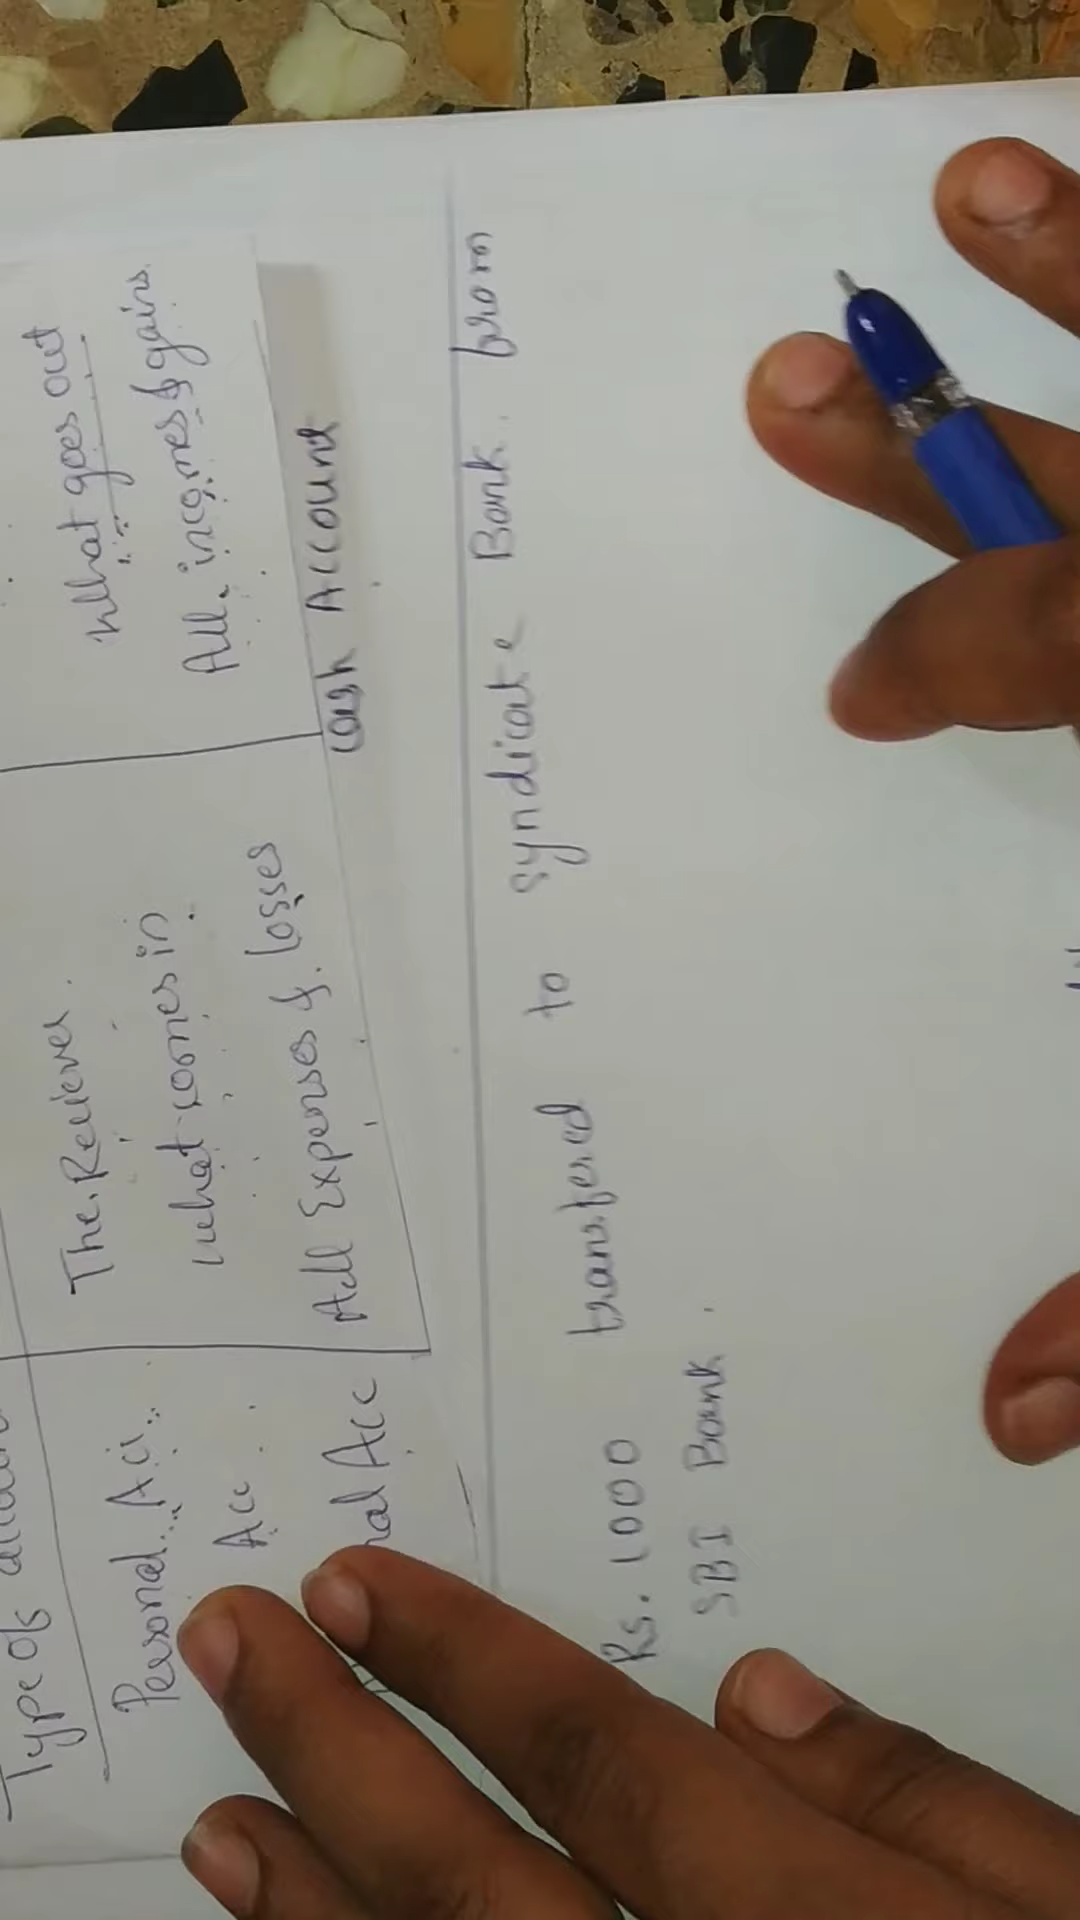 Type of
Personal Acc. The Reciever.
Acc. what comes in What goes out
nal Acc All Expenses & losses All incomes & gains.
Cash Account
Rs. 1000 transfered to Syndicate Bank. from
SBI Bank.